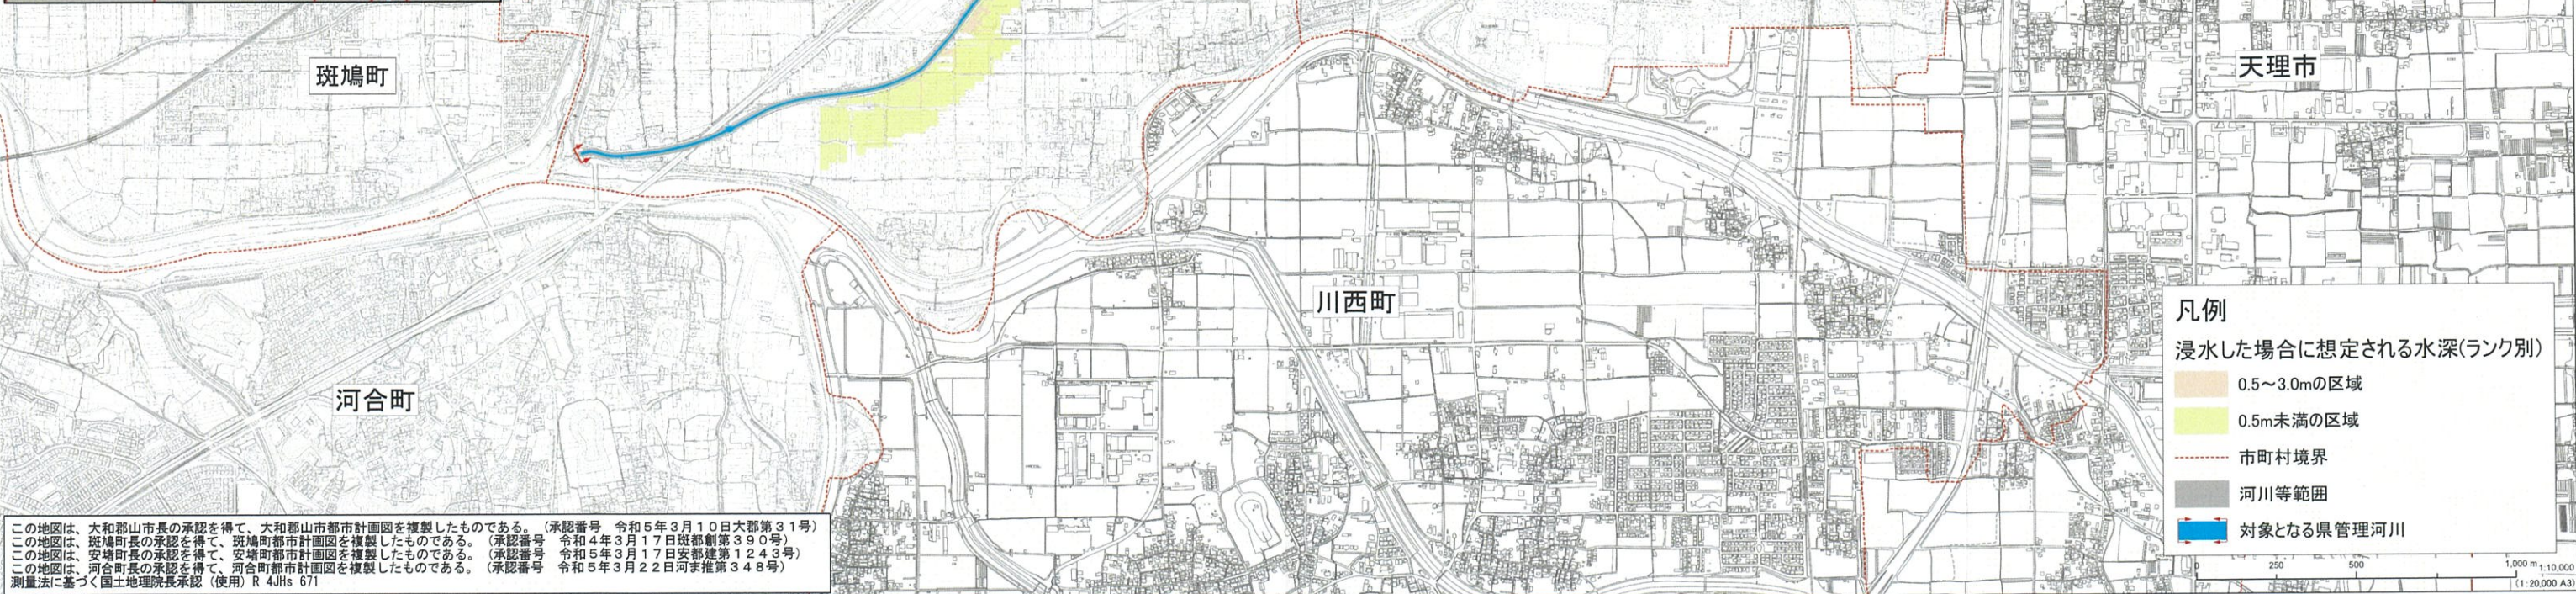 斑鳩町
天理市
川西町
河合町
凡例
浸水した場合に想定される水深(ランク別)
0.5～3.0mの区域
0.5m未満の区域
市町村境界
河川等範囲
対象となる県管理河川
0 250 500 1,000 m 1:10,000
(1:20,000 A3)
この地図は、大和郡山市長の承認を得て、大和郡山市都市計画図を複製したものである。（承認番号　令和５年３月１０日大郡第３１号）
この地図は、斑鳩町長の承認を得て、斑鳩町都市計画図を複製したものである。（承認番号　令和４年３月１７日斑都創第３９０号）
この地図は、安堵町長の承認を得て、安堵町都市計画図を複製したものである。（承認番号　令和５年３月１７日安都建第１２４３号）
この地図は、河合町長の承認を得て、河合町都市計画図を複製したものである。（承認番号　令和５年３月２２日河ま推第３４８号）
測量法に基づく国土地理院長承認（使用）R 4JHs 671